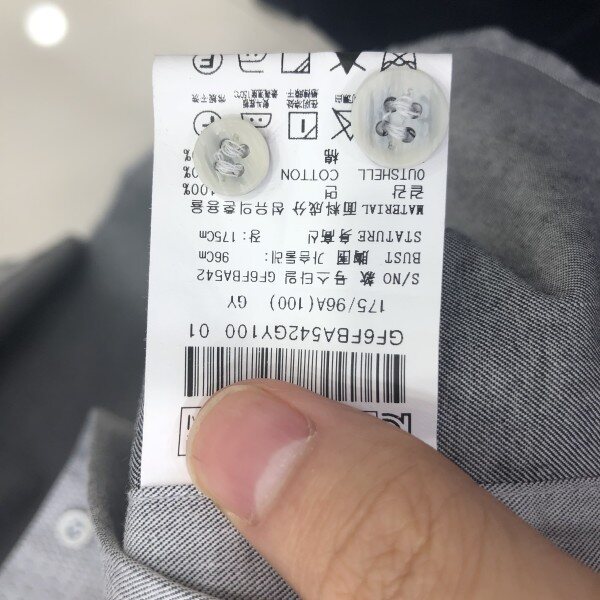 GF6FBA542GY100 01
175/96A(100) GY
S/NO 款 号 스타일 GF6FBA542
BUST 胸 围 가슴둘레: 96cm
STATURE 身 高 신 장: 175cm
MATERIAL 面料成分 섬유의혼용율
겉감 면 100%
OUTSHELL COTTON
棉